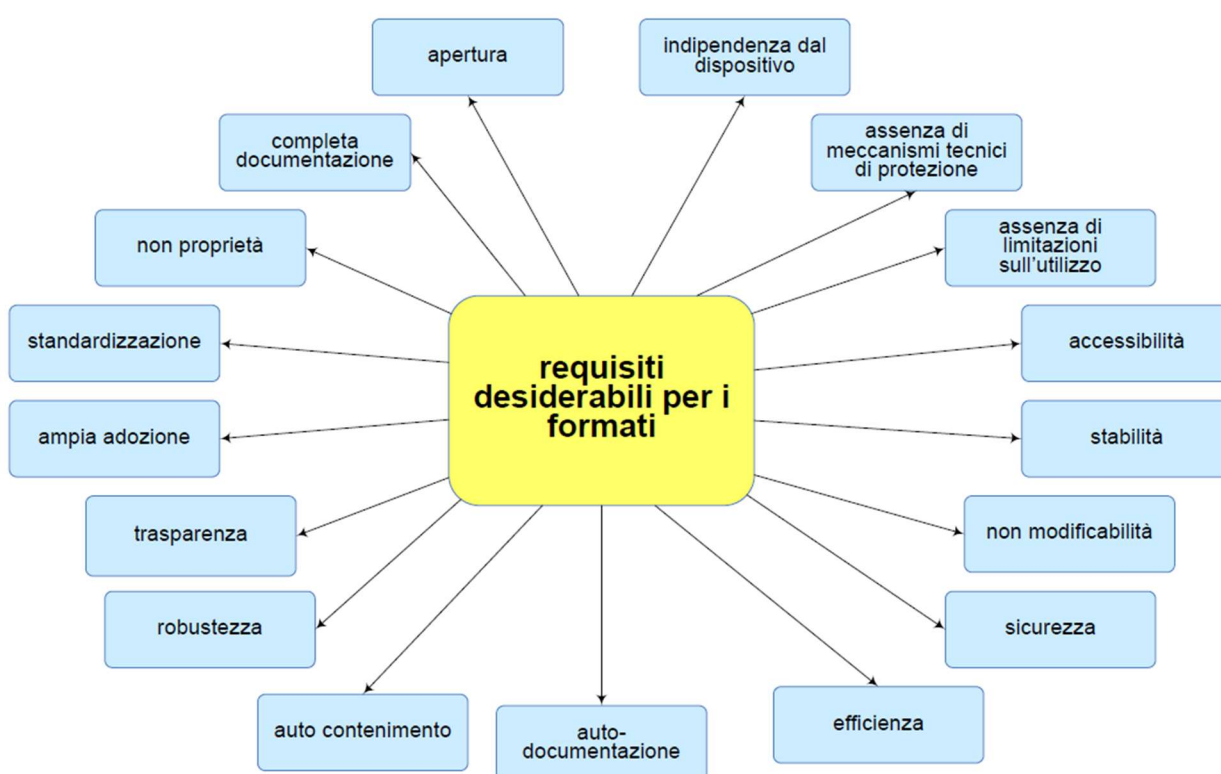 apertura
indipendenza dal
dispositivo
completa
documentazione
assenza di
meccanismi tecnici
di protezione
non proprietà
assenza di
limitazioni
sull'utilizzo
standardizzazione
requisiti
desiderabili per i
formati
accessibilità
ampia adozione
stabilità
trasparenza
non modificabilità
robustezza
sicurezza
auto contenimento
auto-
documentazione
efficienza